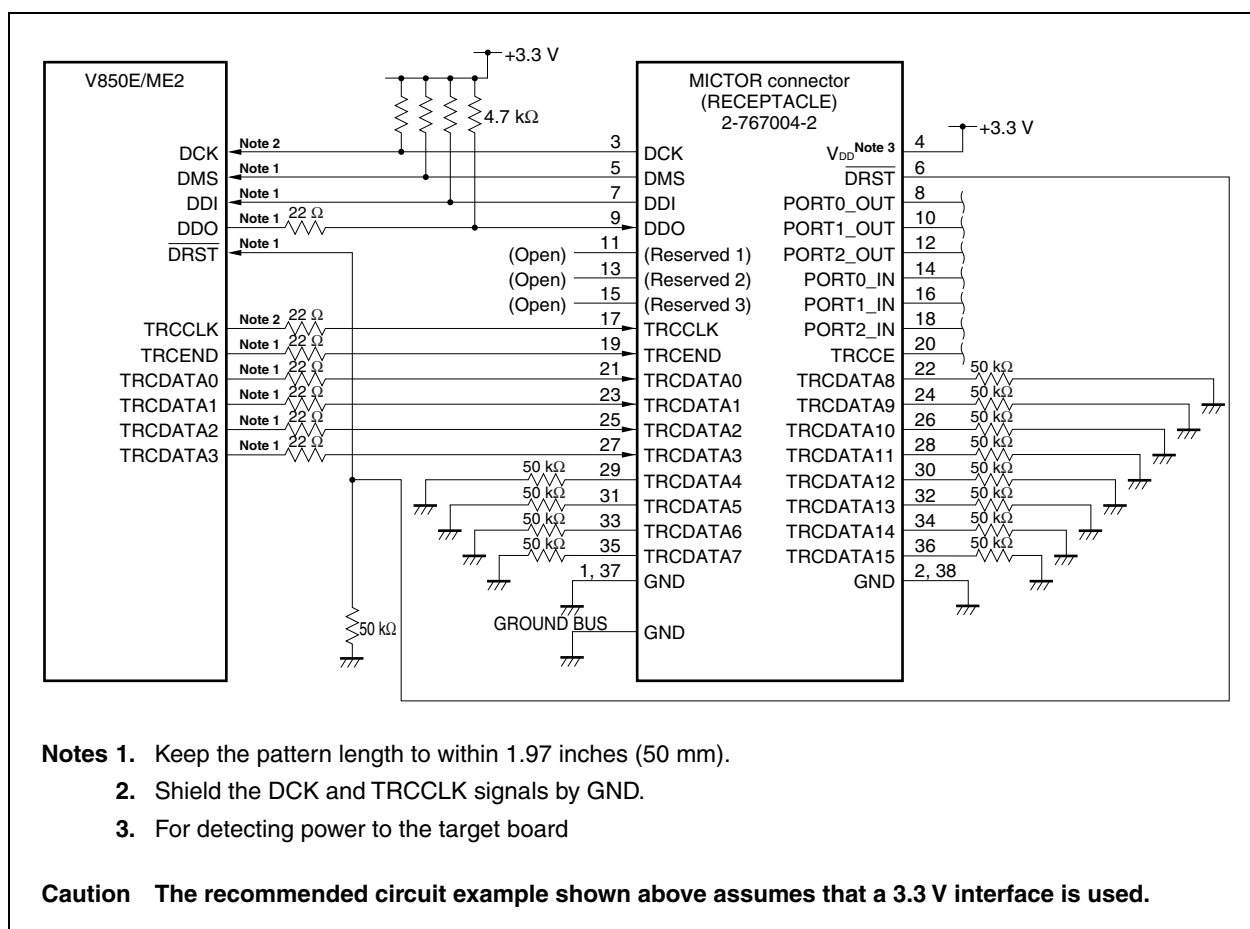 +3.3 V
V850E/ME2
MICTOR connector
(RECEPTACLE)
2-767004-2
4.7 kΩ
+3.3 V
DCK Note 2 3 DCK
VDD Note 3 4
DMS Note 1 5 DMS
DRST 6
DDI Note 1 7 DDI
PORT0_OUT 8
DDO Note 1 22 Ω 9 DDO
PORT1_OUT 10
DRST Note 1
(Open) 11 (Reserved 1)
PORT2_OUT 12
(Open) 13 (Reserved 2)
PORT0_IN 14
(Open) 15 (Reserved 3)
PORT1_IN 16
TRCCLK Note 2 22 Ω 17 TRCCLK
PORT2_IN 18
TRCEND Note 1 22 Ω 19 TRCEND
TRCCE 20
TRCDATA0 Note 1 22 Ω 21 TRCDATA0
TRCDATA8 22 50 kΩ
TRCDATA1 Note 1 22 Ω 23 TRCDATA1
TRCDATA9 24 50 kΩ
TRCDATA2 Note 1 22 Ω 25 TRCDATA2
TRCDATA10 26 50 kΩ
TRCDATA3 Note 1 22 Ω 27 TRCDATA3
TRCDATA11 28 50 kΩ
50 kΩ 29 TRCDATA4
TRCDATA12 30 50 kΩ
50 kΩ 31 TRCDATA5
TRCDATA13 32 50 kΩ
50 kΩ 33 TRCDATA6
TRCDATA14 34 50 kΩ
50 kΩ 35 TRCDATA7
TRCDATA15 36 50 kΩ
1, 37 GND
GND 2, 38
50 kΩ
GROUND BUS GND
Notes 1. Keep the pattern length to within 1.97 inches (50 mm).
2. Shield the DCK and TRCCLK signals by GND.
3. For detecting power to the target board
Caution The recommended circuit example shown above assumes that a 3.3 V interface is used.